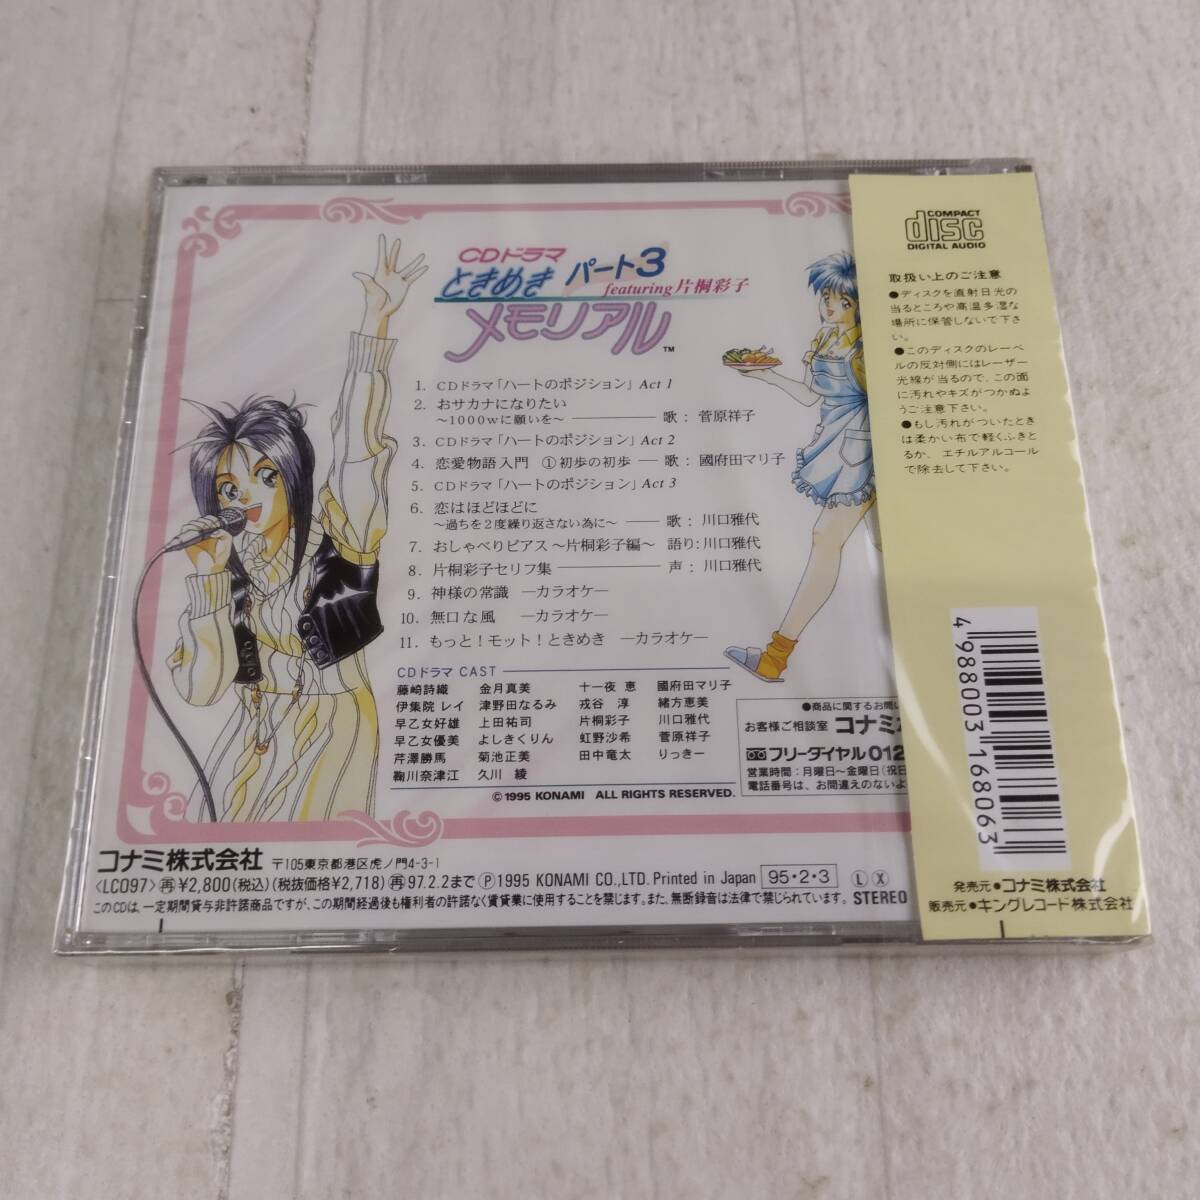 CDドラマ
ときめき パート3
featuring 片桐彩子
メモリアル™
1. CDドラマ「ハートのポジション」Act 1
2. おサカナになりたい
〜1000wに願いを〜 ――― 歌：菅原祥子
3. CDドラマ「ハートのポジション」Act 2
4. 恋愛物語入門 ①初歩の初歩 ― 歌：國府田マリ子
5. CDドラマ「ハートのポジション」Act 3
6. 恋はほどほどに
〜過ちを2度繰り返さない為に〜 ― 歌：川口雅代
7. おしゃべりピアス〜片桐彩子編〜 語り:川口雅代
8. 片桐彩子セリフ集 ――― 声：川口雅代
9. 神様の常識 ―カラオケ―
10. 無口な風 ―カラオケ―
11. もっと！モット！ときめき ―カラオケ―
CDドラマ CAST
藤崎詩織 金月真美 十一夜 恵 國府田マリ子
伊集院 レイ 津野田なるみ 戎谷 淳 緒方恵美
早乙女好雄 上田祐司 片桐彩子 川口雅代
早乙女優美 よしきくりん 虹野沙希 菅原祥子
芹澤勝馬 菊池正美 田中竜太 りっきー
鞠川奈津江 久川 綾
©1995 KONAMI ALL RIGHTS RESERVED.
●商品に関するお問い
お客様ご相談室 コナミ
フリーダイヤル012
営業時間：月曜日〜金曜日(祝日
電話番号は、お間違えのないよ
コナミ株式会社 〒105東京都港区虎ノ門4-3-1
〈LC097〉再¥2,800(税込)(税抜価格¥2,718)再97.2.2まで Ⓟ1995 KONAMI CO.,LTD. Printed in Japan 95・2・3 Ⓛ Ⓧ
このCDは、一定期間貸与非許諾商品ですが、この期間経過後も権利者の許諾なく賃貸業に使用することを禁じます。また、無断録音は法律で禁じられています。 STEREO
COMPACT
disc
DIGITAL AUDIO
取扱い上のご注意
●ディスクを直射日光の
当るところや高温多湿な
場所に保管しないで下さ
い。
●このディスクのレーベ
ルの反対側にはレーザー
光線が当るので、この面
に汚れやキズがつかぬよ
うご注意下さい。
●もし汚れがついたとき
は柔かい布で軽くふきと
るか、エチルアルコール
で除去して下さい。
4988003168063
発売元●コナミ株式会社
販売元●キングレコード株式会社